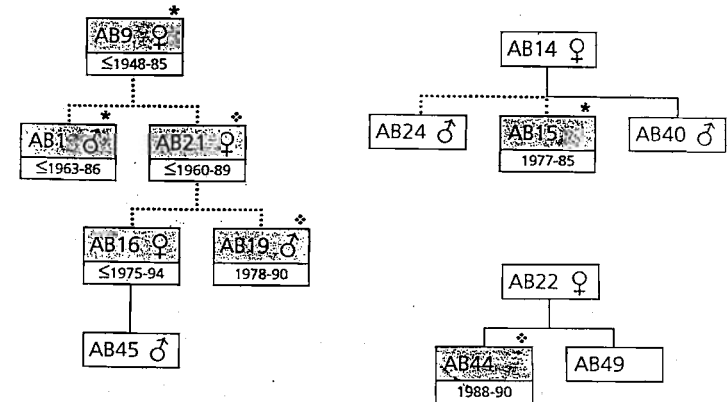 *
AB9 ♀
≤1948-85
AB14 ♀
* ❖
AB24 ♂
*
AB15
1977-85
AB40 ♂
AB13 ♂
≤1963-86
AB21 ♀
≤1960-89
❖
AB16 ♀
≤1975-94
AB19 ♂
1978-90
AB22 ♀
AB45 ♂
❖
AB44
1988-90
AB49